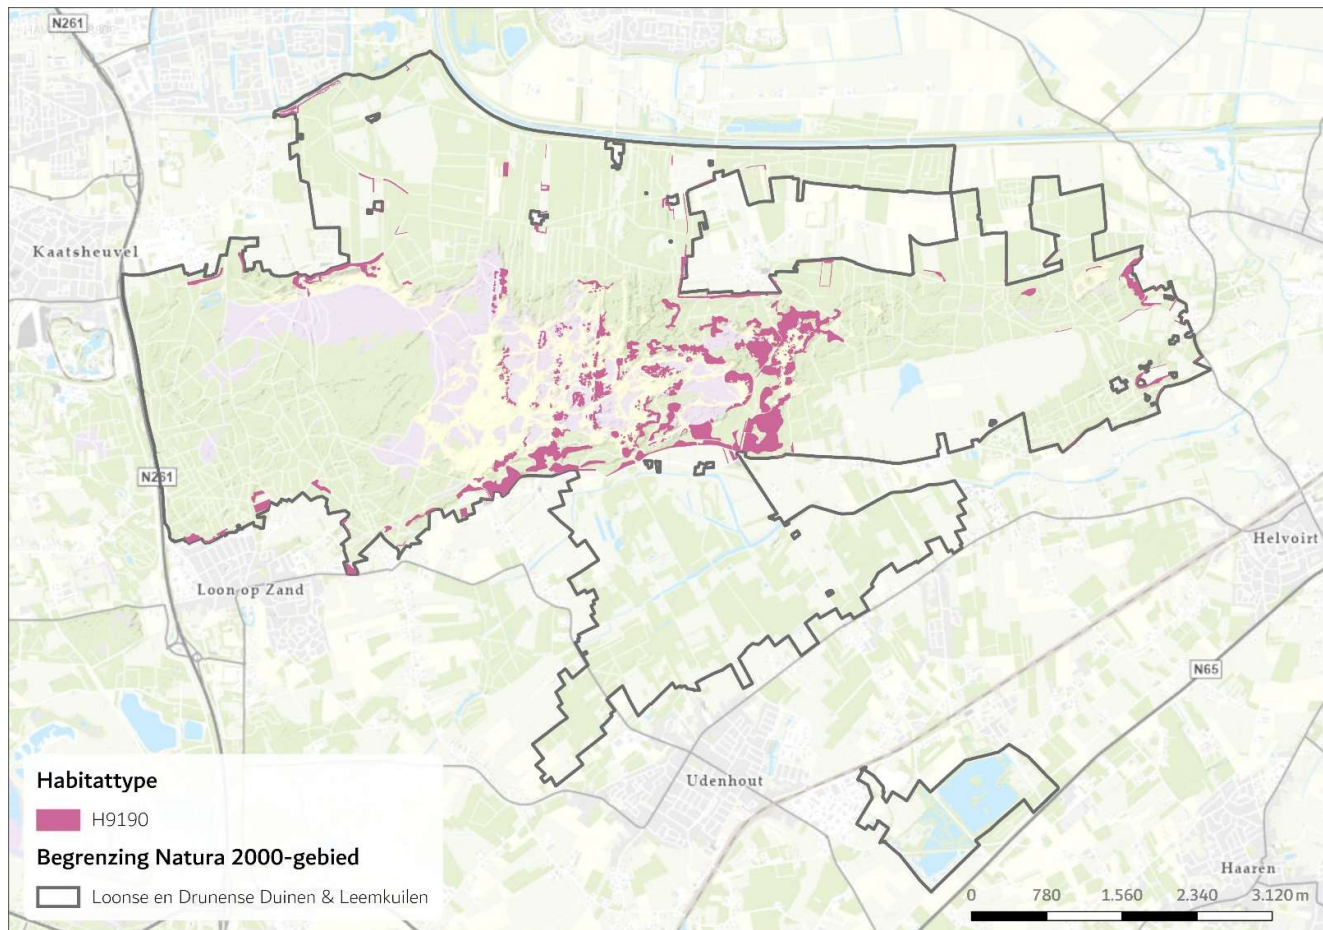 N261
Kaatsheuvel
N261
Loon op Zand
Helvoirt
N65
Udenhout
Haaren
Habitattype
H9190
Begrenzing Natura 2000-gebied
Loonse en Drunense Duinen & Leemkuilen
0 780 1.560 2.340 3.120 m